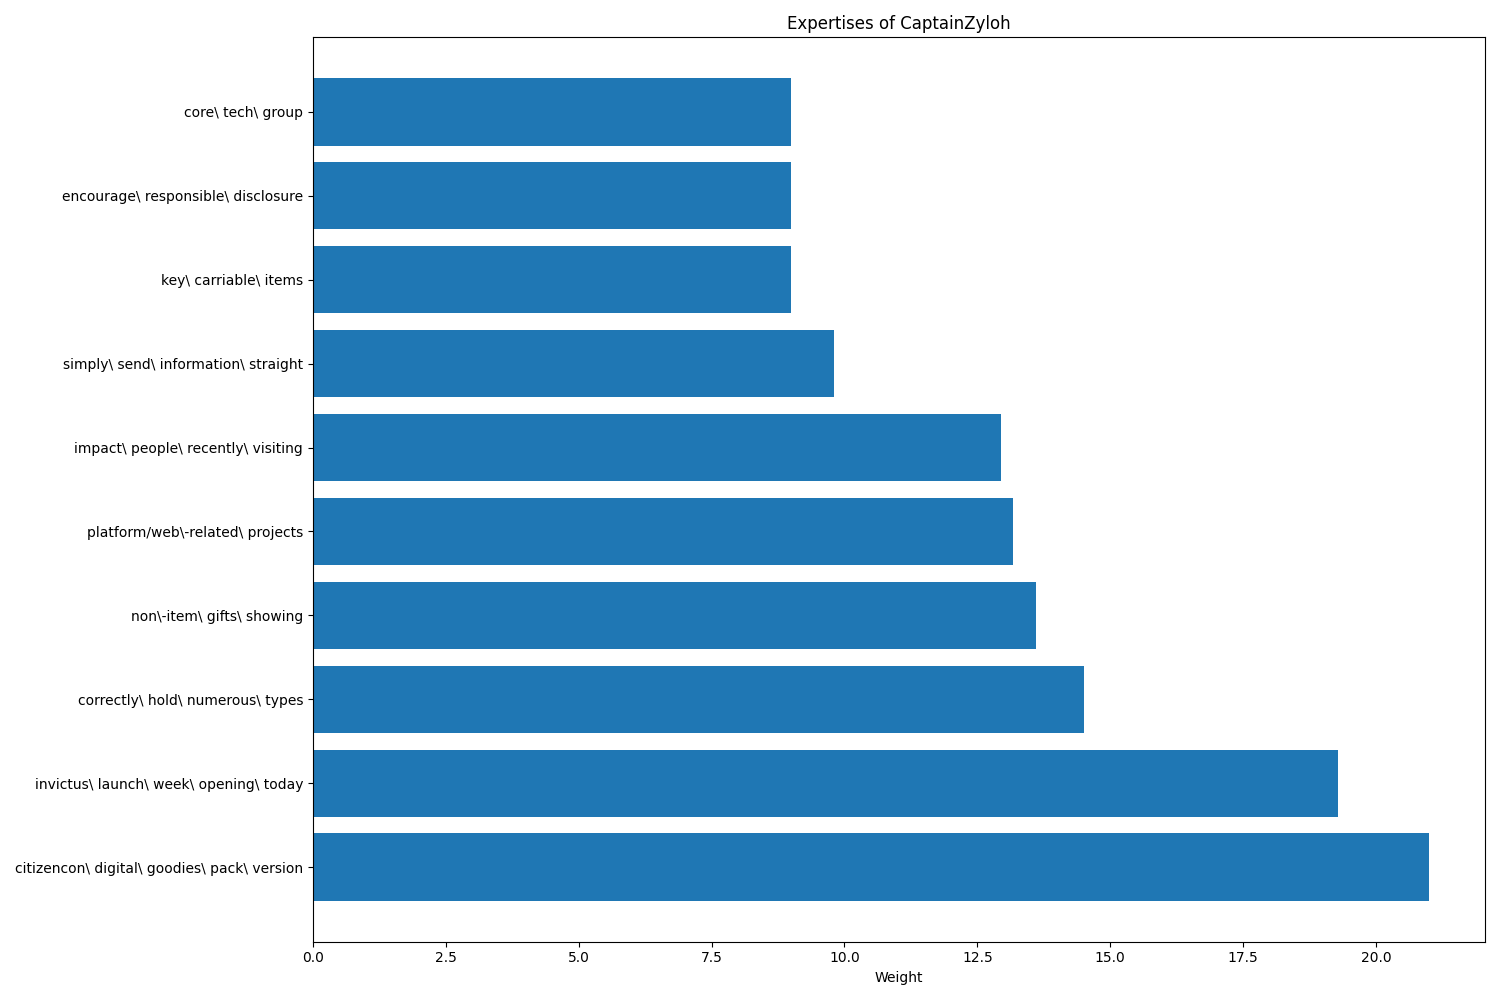 Expertises of CaptainZyloh
core\ tech\ group
encourage\ responsible\ disclosure
key\ carriable\ items
simply\ send\ information\ straight
impact\ people\ recently\ visiting
platform/web\-related\ projects
non\-item\ gifts\ showing
correctly\ hold\ numerous\ types
invictus\ launch\ week\ opening\ today
citizencon\ digital\ goodies\ pack\ version
0.0 2.5 5.0 7.5 10.0 12.5 15.0 17.5 20.0
Weight